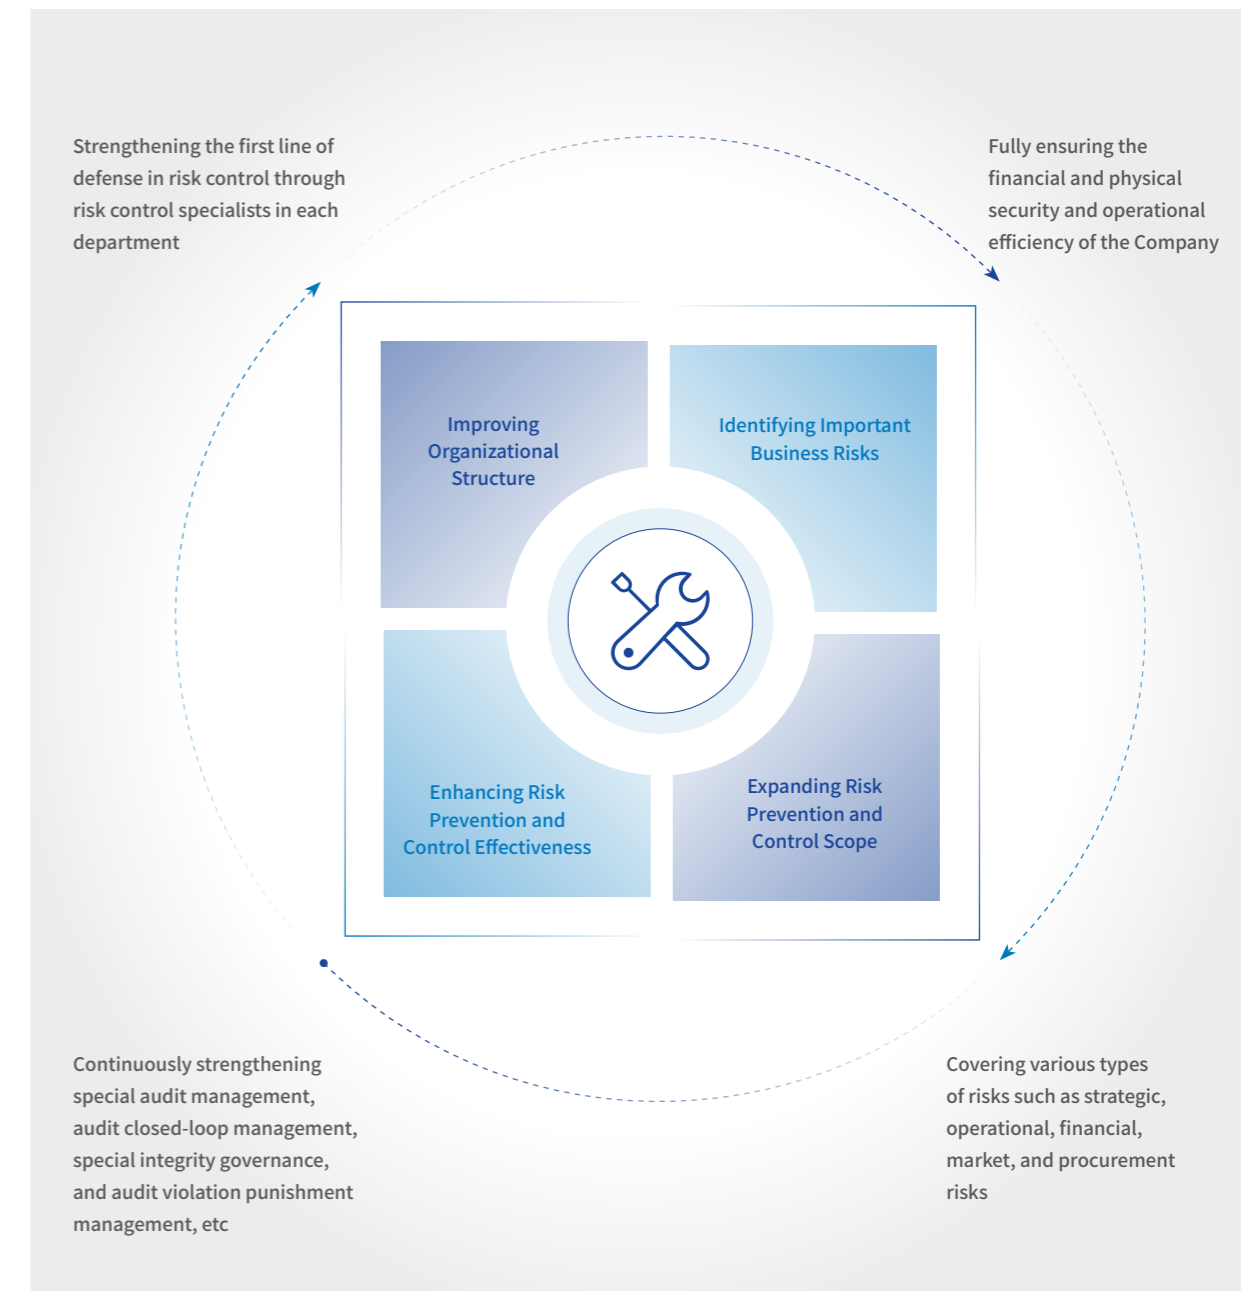 Strengthening the first line of
defense in risk control through
risk control specialists in each
department
Fully ensuring the
financial and physical
security and operational
efficiency of the Company
Improving
Organizational
Structure
Identifying Important
Business Risks
Enhancing Risk
Prevention and
Control Effectiveness
Expanding Risk
Prevention and
Control Scope
Continuously strengthening
special audit management,
audit closed-loop management,
special integrity governance,
and audit violation punishment
management, etc
Covering various types
of risks such as strategic,
operational, financial,
market, and procurement
risks